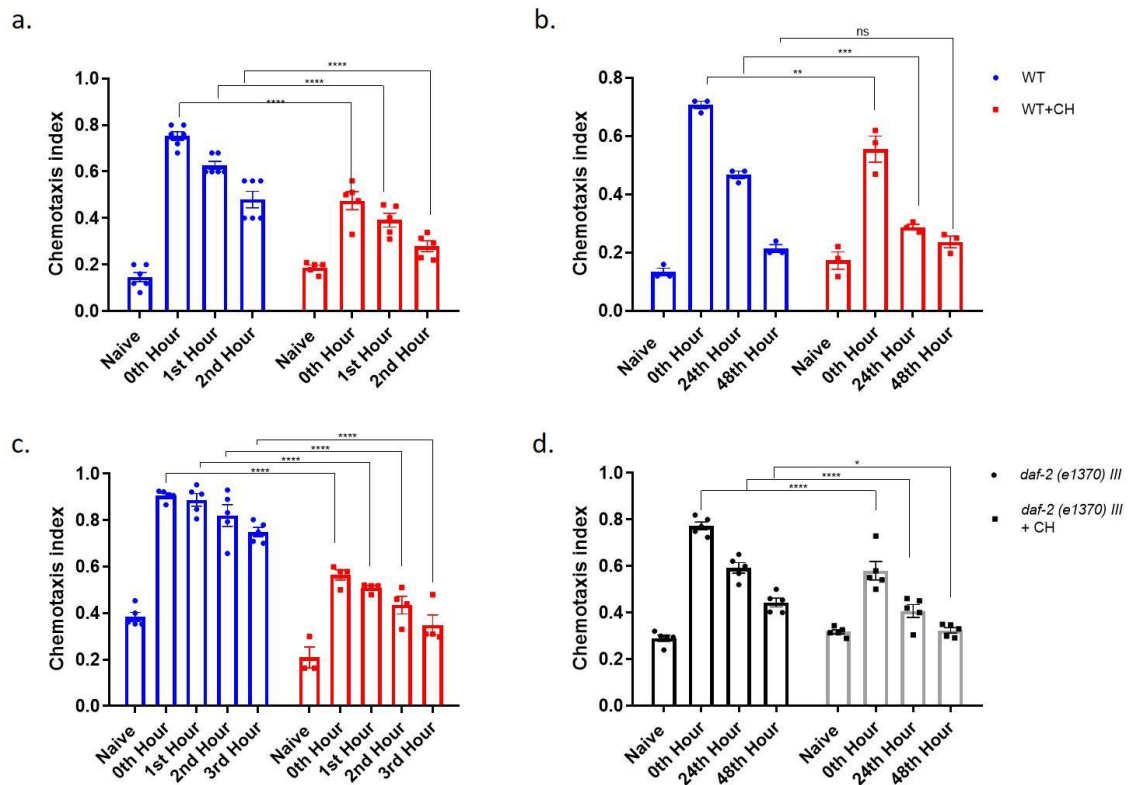 a.
****
****
****
1.0
0.8
0.6
0.4
0.2
0.0
Chemotaxis index
Naive
0th Hour
1st Hour
2nd Hour
Naive
0th Hour
1st Hour
2nd Hour
b.
ns
***
**
0.8
0.6
0.4
0.2
0.0
Chemotaxis index
Naive
0th Hour
24th Hour
48th Hour
Naive
0th Hour
24th Hour
48th Hour
WT
WT+CH
c.
****
****
****
****
1.0
0.8
0.6
0.4
0.2
0.0
Chemotaxis index
Naive
0th Hour
1st Hour
2nd Hour
3rd Hour
Naive
0th Hour
1st Hour
2nd Hour
3rd Hour
d.
*
****
****
1.0
0.8
0.6
0.4
0.2
0.0
Chemotaxis index
Naive
0th Hour
24th Hour
48th Hour
Naive
0th Hour
24th Hour
48th Hour
daf-2 (e1370) III
daf-2 (e1370) III
+ CH